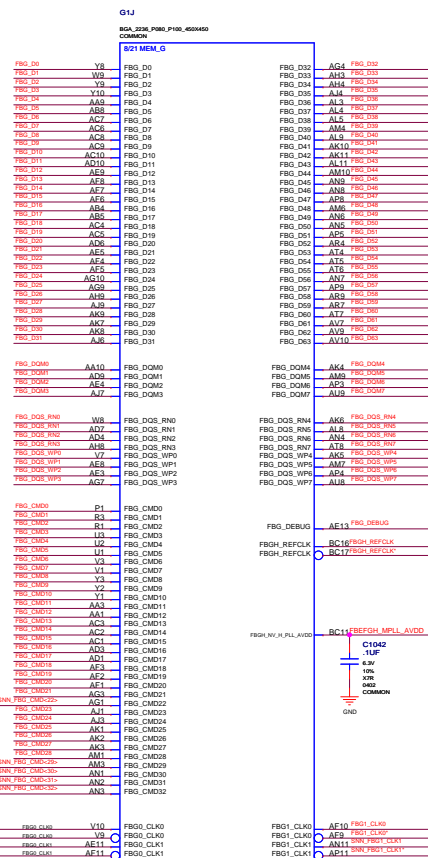 G1J
BGA_2236_P080_P100_450X450
COMMON
8/21 MEM_G
FBG_D0 Y8 FBG_D0 FBG_D32 AG4 FBG_D32
FBG_D1 W9 FBG_D1 FBG_D33 AH3 FBG_D33
FBG_D2 Y9 FBG_D2 FBG_D34 AH4 FBG_D34
FBG_D3 Y10 FBG_D3 FBG_D35 AJ4 FBG_D35
FBG_D4 AA9 FBG_D4 FBG_D36 AL3 FBG_D36
FBG_D5 AB8 FBG_D5 FBG_D37 AL4 FBG_D37
FBG_D6 AC7 FBG_D6 FBG_D38 AL5 FBG_D38
FBG_D7 AC6 FBG_D7 FBG_D39 AM4 FBG_D39
FBG_D8 AC8 FBG_D8 FBG_D40 AL9 FBG_D40
FBG_D9 AC9 FBG_D9 FBG_D41 AK10 FBG_D41
FBG_D10 AC10 FBG_D10 FBG_D42 AK11 FBG_D42
FBG_D11 AD10 FBG_D11 FBG_D43 AL11 FBG_D43
FBG_D12 AE9 FBG_D12 FBG_D44 AM10 FBG_D44
FBG_D13 AF8 FBG_D13 FBG_D45 AN9 FBG_D45
FBG_D14 AF7 FBG_D14 FBG_D46 AN8 FBG_D46
FBG_D15 AF6 FBG_D15 FBG_D47 AP8 FBG_D47
FBG_D16 AB4 FBG_D16 FBG_D48 AM6 FBG_D48
FBG_D17 AB5 FBG_D17 FBG_D49 AN6 FBG_D49
FBG_D18 AC4 FBG_D18 FBG_D50 AN5 FBG_D50
FBG_D19 AC5 FBG_D19 FBG_D51 AP5 FBG_D51
FBG_D20 AD6 FBG_D20 FBG_D52 AR4 FBG_D52
FBG_D21 AE5 FBG_D21 FBG_D53 AT4 FBG_D53
FBG_D22 AE4 FBG_D22 FBG_D54 AT5 FBG_D54
FBG_D23 AF5 FBG_D23 FBG_D55 AT6 FBG_D55
FBG_D24 AG10 FBG_D24 FBG_D56 AN7 FBG_D56
FBG_D25 AG9 FBG_D25 FBG_D57 AP9 FBG_D57
FBG_D26 AH9 FBG_D26 FBG_D58 AR9 FBG_D58
FBG_D27 AJ9 FBG_D27 FBG_D59 AR7 FBG_D59
FBG_D28 AK9 FBG_D28 FBG_D60 AT7 FBG_D60
FBG_D29 AK7 FBG_D29 FBG_D61 AV7 FBG_D61
FBG_D30 AK8 FBG_D30 FBG_D62 AV9 FBG_D62
FBG_D31 AJ6 FBG_D31 FBG_D63 AV10 FBG_D63
FBG_DQM0 AA10 FBG_DQM0 FBG_DQM4 AK4 FBG_DQM4
FBG_DQM1 AD9 FBG_DQM1 FBG_DQM5 AM9 FBG_DQM5
FBG_DQM2 AE4 FBG_DQM2 FBG_DQM6 AP3 FBG_DQM6
FBG_DQM3 AJ7 FBG_DQM3 FBG_DQM7 AU9 FBG_DQM7
FBG_DQS_RN0 W8 FBG_DQS_RN0 FBG_DQS_RN4 AK6 FBG_DQS_RN4
FBG_DQS_RN1 AD7 FBG_DQS_RN1 FBG_DQS_RN5 AL8 FBG_DQS_RN5
FBG_DQS_RN2 AD4 FBG_DQS_RN2 FBG_DQS_RN6 AN4 FBG_DQS_RN6
FBG_DQS_RN3 AH8 FBG_DQS_RN3 FBG_DQS_RN7 AT8 FBG_DQS_RN7
FBG_DQS_WP0 V7 FBG_DQS_WP0 FBG_DQS_WP4 AK5 FBG_DQS_WP4
FBG_DQS_WP1 AE8 FBG_DQS_WP1 FBG_DQS_WP5 AM7 FBG_DQS_WP5
FBG_DQS_WP2 AE3 FBG_DQS_WP2 FBG_DQS_WP6 AP4 FBG_DQS_WP6
FBG_DQS_WP3 AG7 FBG_DQS_WP3 FBG_DQS_WP7 AU8 FBG_DQS_WP7
FBG_CMD0 P1 FBG_CMD0
FBG_CMD1 R3 FBG_CMD1
FBG_CMD2 R1 FBG_CMD2 FBG_DEBUG AE13 FBG_DEBUG
FBG_CMD3 U3 FBG_CMD3
FBG_CMD4 U2 FBG_CMD4 FBGH_REFCLK BC16 FBGH_REFCLK
FBG_CMD5 U1 FBG_CMD5 FBGH_REFCLK BC17 FBGH_REFCLK*
FBG_CMD6 V3 FBG_CMD6
FBG_CMD7 V1 FBG_CMD7
FBG_CMD8 Y3 FBG_CMD8
FBG_CMD9 Y2 FBG_CMD9
FBG_CMD10 Y1 FBG_CMD10
FBG_CMD11 AA3 FBG_CMD11
FBG_CMD12 AA1 FBG_CMD12
FBG_CMD13 AC3 FBG_CMD13
FBG_CMD14 AC2 FBG_CMD14 FBGH_NV_H_PLL_AVDD BC11 FBEFGH_MPLL_AVDD
FBG_CMD15 AC1 FBG_CMD15
FBG_CMD16 AD3 FBG_CMD16
FBG_CMD17 AD1 FBG_CMD17
FBG_CMD18 AF3 FBG_CMD18
FBG_CMD19 AF2 FBG_CMD19
FBG_CMD20 AF1 FBG_CMD20
FBG_CMD21 AG3 FBG_CMD21
SNN_FBG_CMD<22> AG1 FBG_CMD22
FBG_CMD23 AJ1 FBG_CMD23
FBG_CMD24 AJ3 FBG_CMD24
FBG_CMD25 AK1 FBG_CMD25
FBG_CMD26 AK2 FBG_CMD26
FBG_CMD27 AK3 FBG_CMD27
FBG_CMD28 AM1 FBG_CMD28
SNN_FBG_CMD<29> AM3 FBG_CMD29
SNN_FBG_CMD<30> AN1 FBG_CMD30
SNN_FBG_CMD<31> AN2 FBG_CMD31
SNN_FBG_CMD<32> AN3 FBG_CMD32
C1042
.1UF
6.3V
10%
X7R
0402
COMMON
GND
FBG0_CLK0 V10 FBG0_CLK0 FBG1_CLK0 AF10 FBG1_CLK0
FBG0_CLK0 V9 FBG0_CLK0 FBG1_CLK0 AF9 FBG1_CLK0*
FBG0_CLK1 AE11 FBG0_CLK1 FBG1_CLK1 AN11 SNN_FBG1_CLK1
FBG0_CLK1 AF11 FBG0_CLK1 FBG1_CLK1 AP11 SNN_FBG1_CLK1*